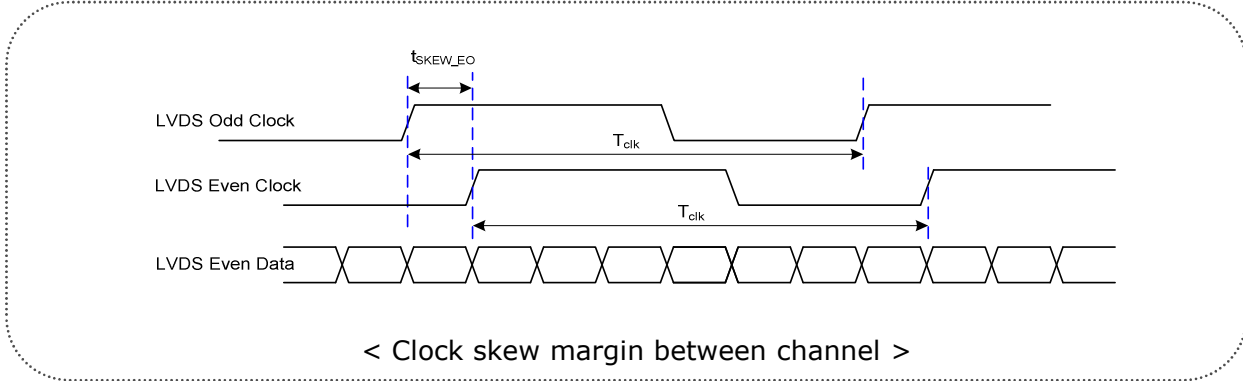 tSKEW_EO
LVDS Odd Clock
Tclk
LVDS Even Clock
Tclk
LVDS Even Data
< Clock skew margin between channel >